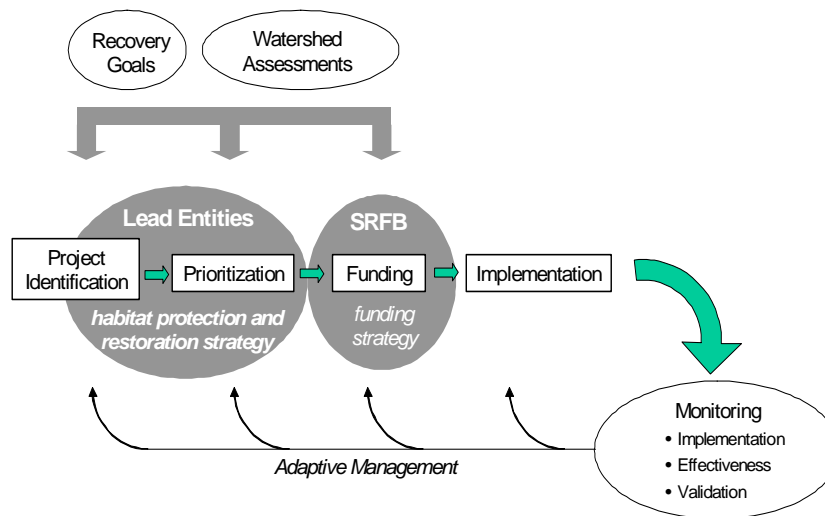 Recovery
Goals
Watershed
Assessments
Lead Entities
SRFB
Project
Identification
Prioritization
Funding
Implementation
habitat protection and
restoration strategy
funding
strategy
Monitoring
• Implementation
• Effectiveness
• Validation
Adaptive Management